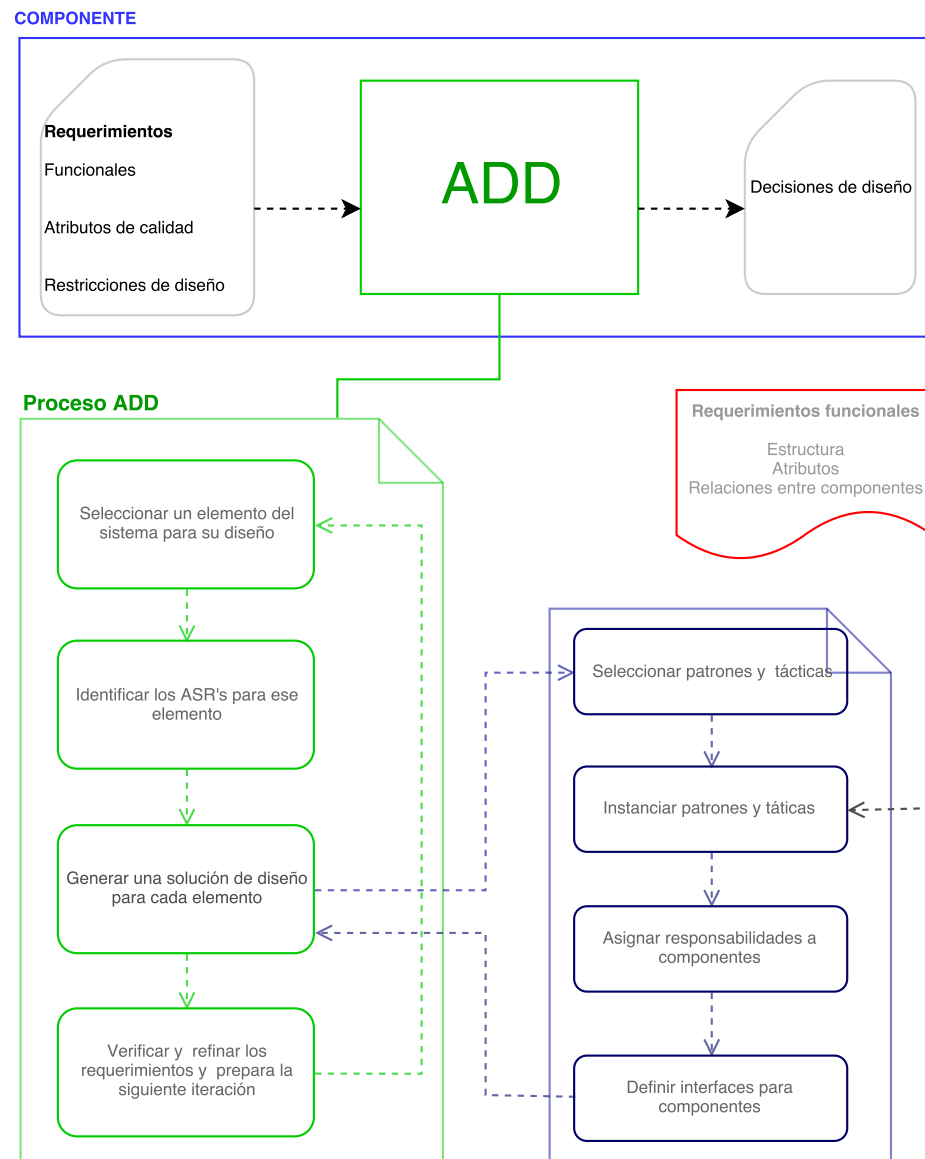 COMPONENTE
Requerimientos
Funcionales
Atributos de calidad
Restricciones de diseño
ADD
Decisiones de diseño
Proceso ADD
Requerimientos funcionales
Estructura
Atributos
Relaciones entre componentes
Seleccionar un elemento del
sistema para su diseño
Identificar los ASR's para ese
elemento
Generar una solución de diseño
para cada elemento
Verificar y  refinar los
requerimientos y  prepara la
siguiente iteración
Seleccionar patrones y  tácticas
Instanciar patrones y táticas
Asignar responsabilidades a
componentes
Definir interfaces para
componentes